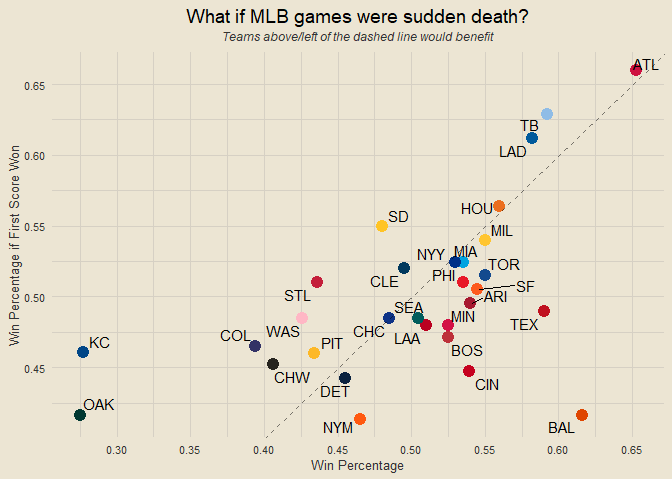 What if MLB games were sudden death?
Teams above/left of the dashed line would benefit
ATL
0.65
TB
LAD
0.60
HOU
SD
0.55
MIL
NYY
MIA
TOR
CLE
PHI
SF
STL
ARI
0.50
SEA
WAS
CHC
MIN
TEX
LAA
COL
KC
PIT
BOS
0.45
CHW
DET
CIN
OAK
NYM
BAL
0.30
0.35
0.40
0.45
0.50
0.55
0.60
0.65
Win Percentage
Win Percentage if First Score Won